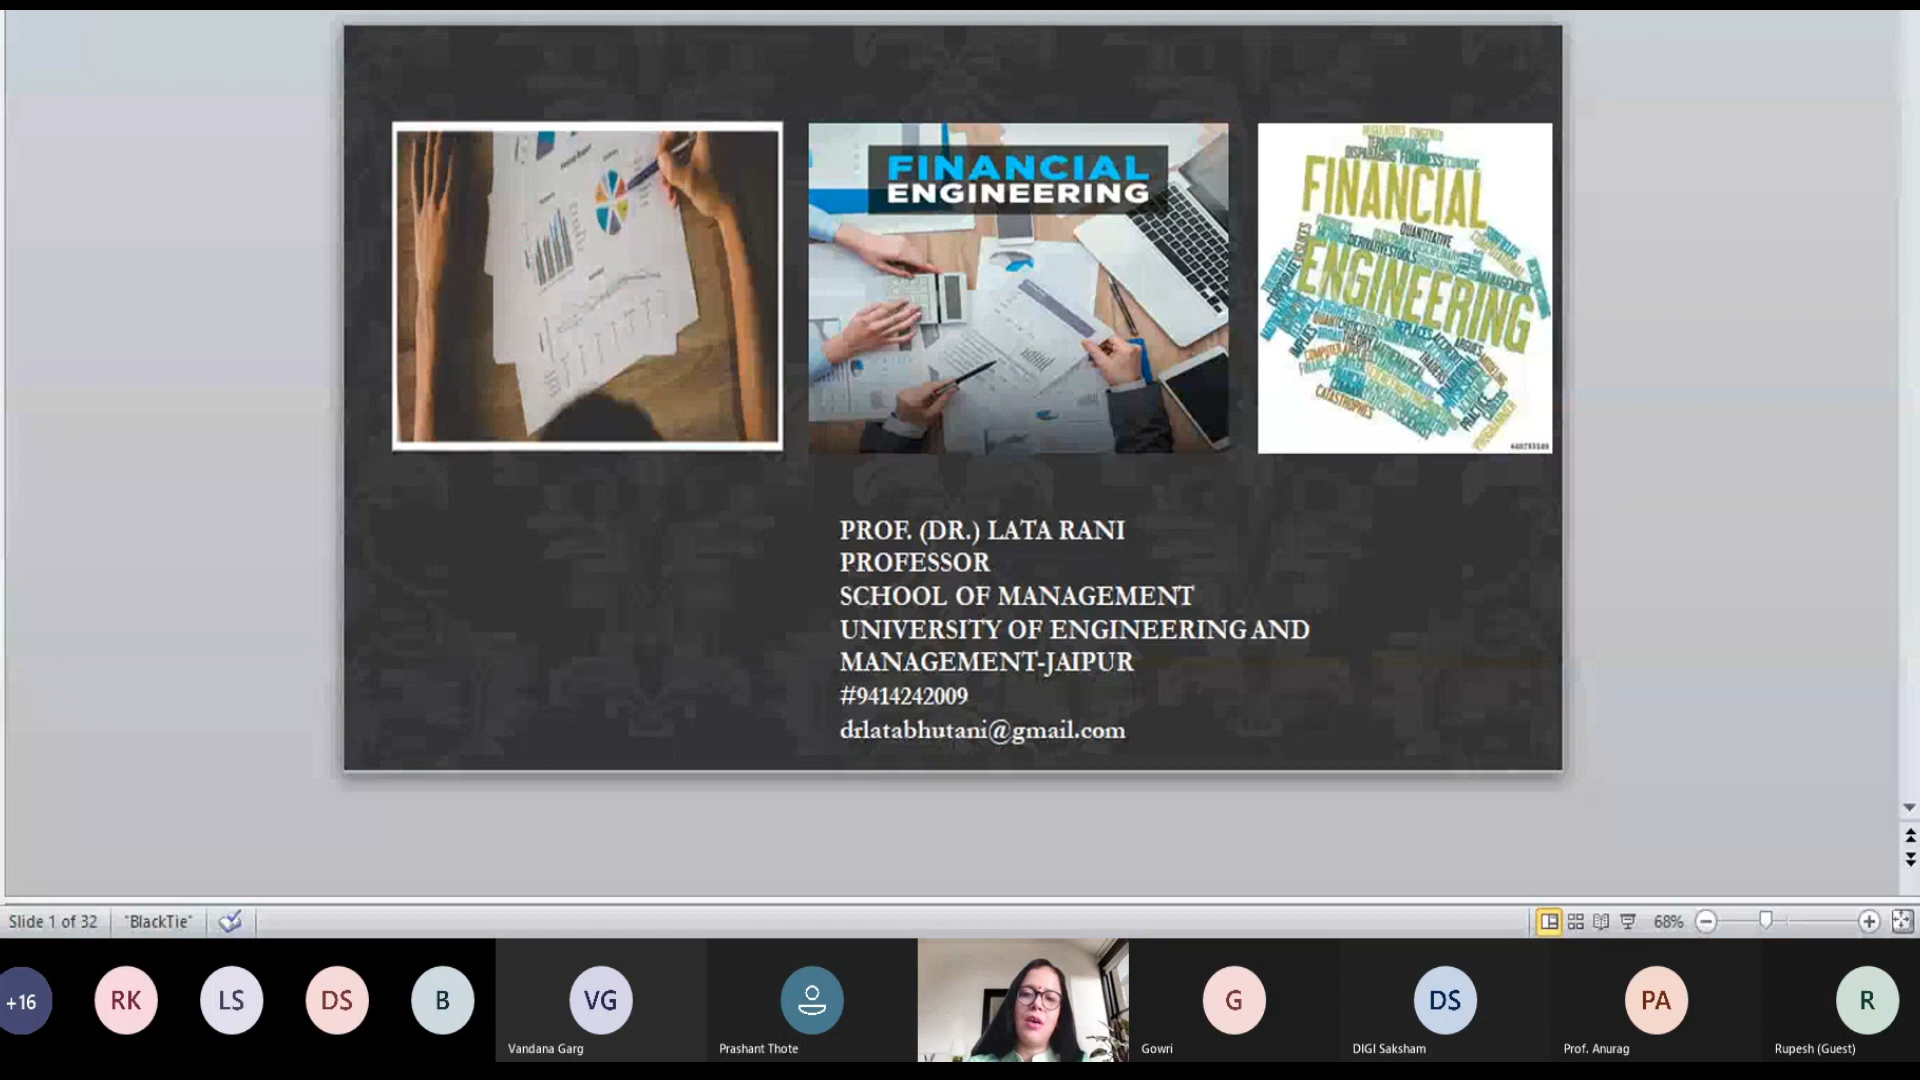 FINANCIAL
ENGINEERING
FINANCIAL
QUANTITATIVE
ENGINEERING
CATASTROPHES
PROF. (DR.) LATA RANI
PROFESSOR
SCHOOL OF MANAGEMENT
UNIVERSITY OF ENGINEERING AND
MANAGEMENT-JAIPUR
#9414242009
drlatabhutani@gmail.com
Slide 1 of 32
"BlackTie"
68%
+16
RK
LS
DS
B
VG
G
DS
PA
R
Vandana Garg
Prashant Thote
Gowri
DIGI Saksham
Prof. Anurag
Rupesh (Guest)